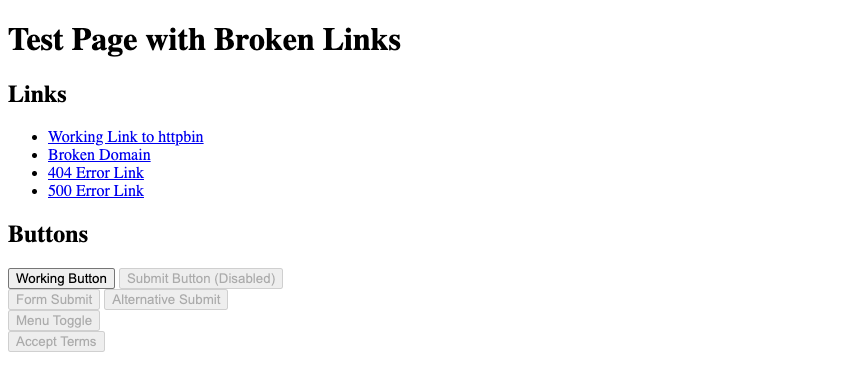 Test Page with Broken Links
Links
Working Link to httpbin
Broken Domain
404 Error Link
500 Error Link
Buttons
Working Button Submit Button (Disabled)
Form Submit Alternative Submit
Menu Toggle
Accept Terms